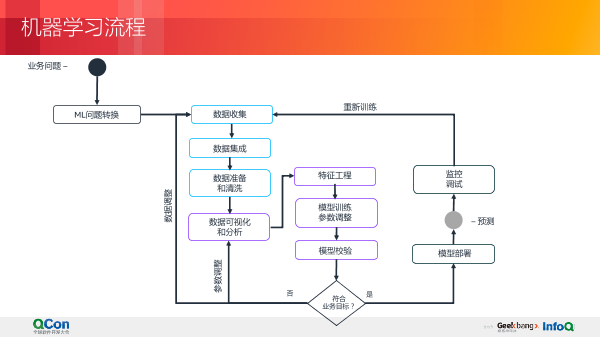 机器学习流程
业务问题 –
ML问题转换
数据收集
重新训练
数据集成
数据准备
和清洗
数据可视化
和分析
特征工程
模型训练
参数调整
模型校验
监控
调试
– 预测
模型部署
数据调整
参数调整
否
是
符合
业务目标？
QCon
全球软件开发大会
Geekbang
InfoQ